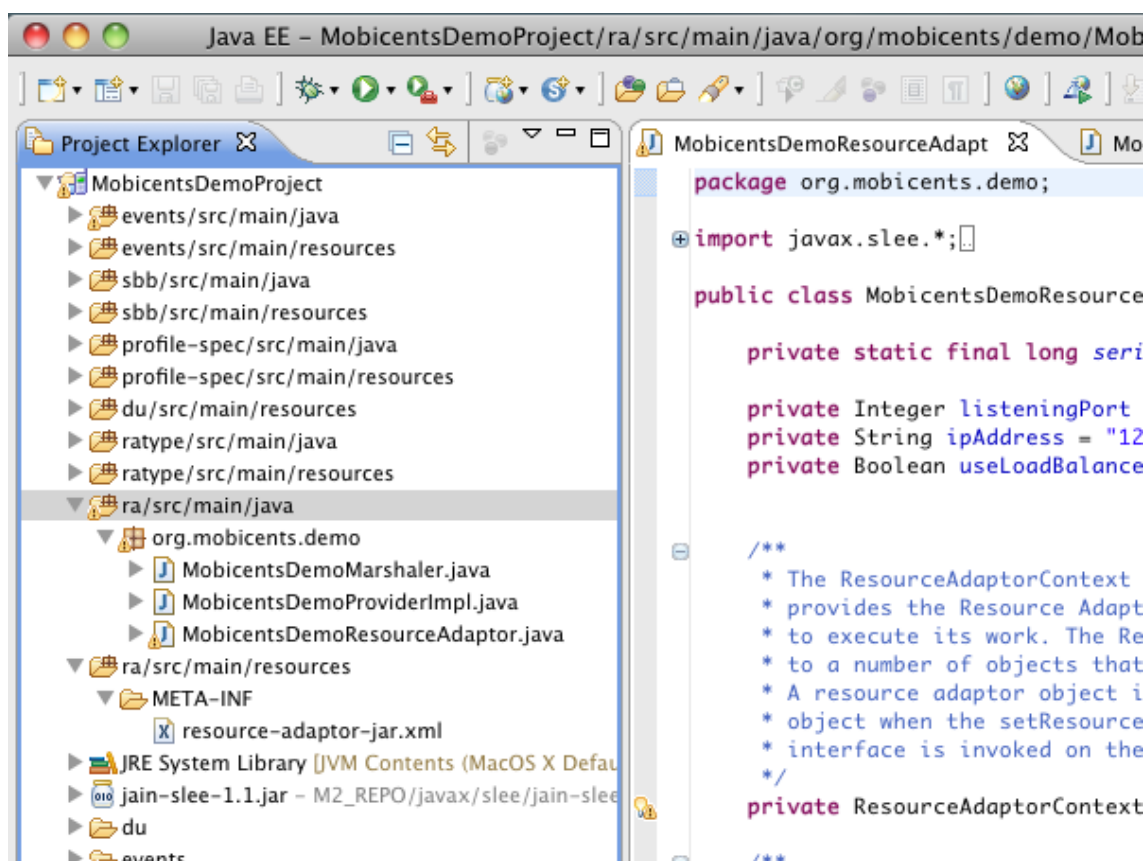 Java EE – MobicentsDemoProject/ra/src/main/java/org/mobicents/demo/Mob
Project Explorer
MobicentsDemoProject
events/src/main/java
events/src/main/resources
sbb/src/main/java
sbb/src/main/resources
profile-spec/src/main/java
profile-spec/src/main/resources
du/src/main/resources
ratype/src/main/java
ratype/src/main/resources
ra/src/main/java
org.mobicents.demo
MobicentsDemoMarshaler.java
MobicentsDemoProviderImpl.java
MobicentsDemoResourceAdaptor.java
ra/src/main/resources
META-INF
resource-adaptor-jar.xml
JRE System Library [JVM Contents (MacOS X Defau
jain-slee-1.1.jar – M2_REPO/javax/slee/jain-slee
du
events
MobicentsDemoResourceAdapt
Mo
package org.mobicents.demo;
import javax.slee.*;
public class MobicentsDemoResource
private static final long seri
private Integer listeningPort
private String ipAddress = "12
private Boolean useLoadBalance
/**
* The ResourceAdaptorContext
* provides the Resource Adapt
* to execute its work. The Re
* to a number of objects that
* A resource adaptor object i
* object when the setResource
* interface is invoked on the
*/
private ResourceAdaptorContext
/**